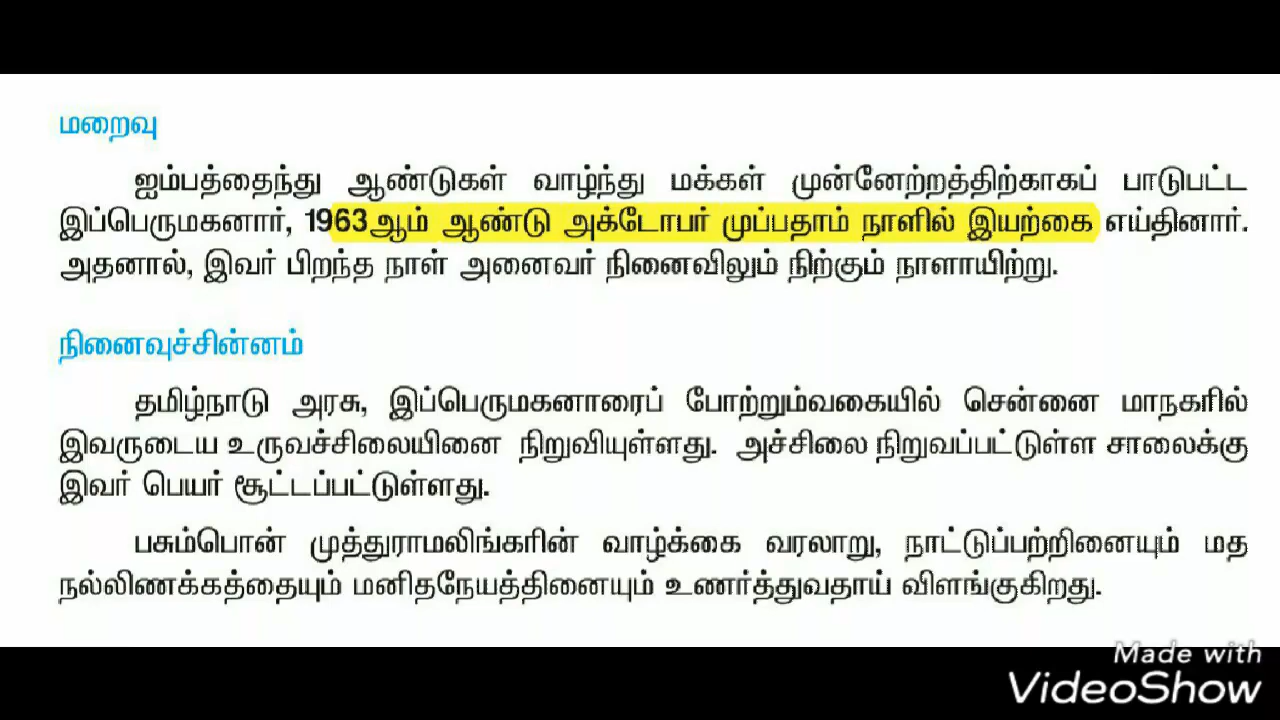 மறைவு
ஐம்பத்தைந்து ஆண்டுகள் வாழ்ந்து மக்கள் முன்னேற்றத்திற்காகப் பாடுபட்ட
இப்பெருமகனார், 1963ஆம் ஆண்டு அக்டோபர் முப்பதாம் நாளில் இயற்கை எய்தினார்.
அதனால், இவர் பிறந்த நாள் அனைவர் நினைவிலும் நிற்கும் நாளாயிற்று.
நினைவுச்சின்னம்
தமிழ்நாடு அரசு, இப்பெருமகனாரைப் போற்றும்வகையில் சென்னை மாநகரில்
இவருடைய உருவச்சிலையினை நிறுவியுள்ளது. அச்சிலை நிறுவப்பட்டுள்ள சாலைக்கு
இவர் பெயர் சூட்டப்பட்டுள்ளது.
பசும்பொன் முத்துராமலிங்கரின் வாழ்க்கை வரலாறு, நாட்டுப்பற்றினையும் மத
நல்லிணக்கத்தையும் மனிதநேயத்தினையும் உணர்த்துவதாய் விளங்குகிறது.
Made with
VideoShow